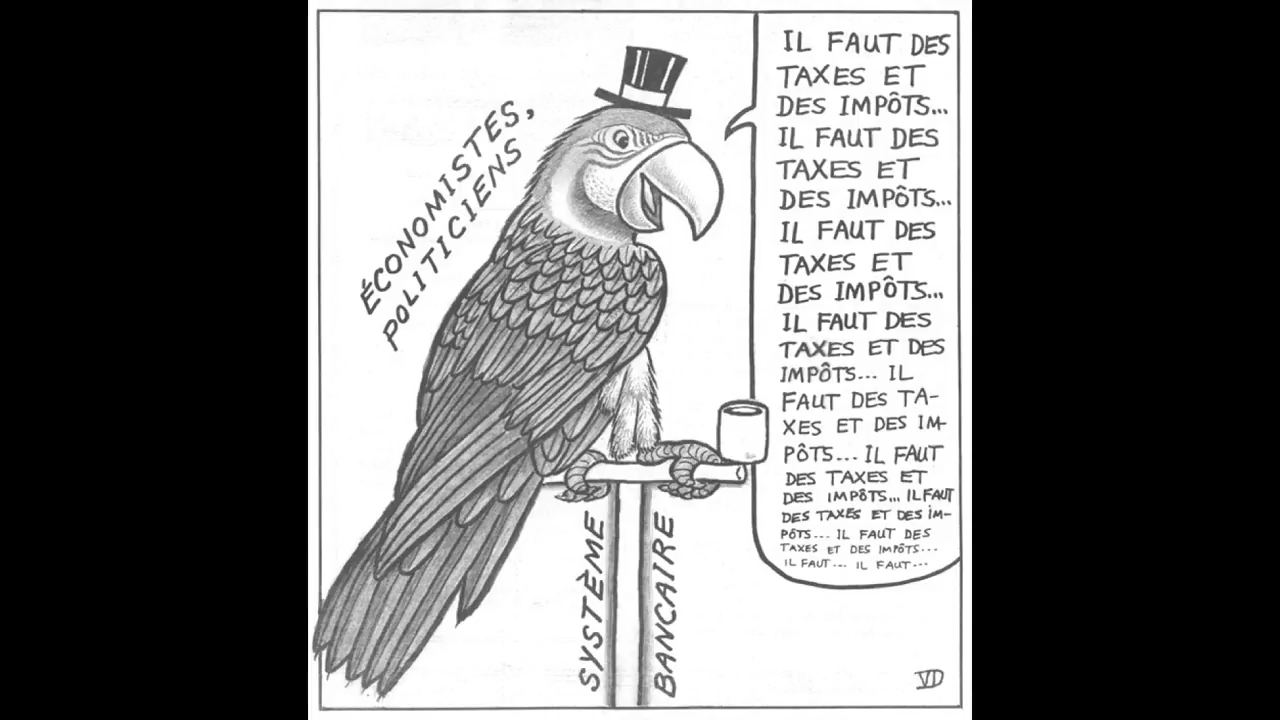 ÉCONOMISTES,
POLITICIENS
IL FAUT DES
TAXES ET
DES IMPÔTS...
IL FAUT DES
TAXES ET
DES IMPÔTS...
IL FAUT DES
TAXES ET
DES IMPÔTS...
IL FAUT DES
TAXES ET DES
IMPÔTS... IL
FAUT DES TA-
XES ET DES IM-
PÔTS... IL FAUT
DES TAXES ET
DES IMPÔTS... IL FAUT
DES TAXES ET DES IM-
PÔTS... IL FAUT DES
TAXES ET DES IMPÔTS...
IL FAUT... IL FAUT...
SYSTÈME
BANCAIRE
VD